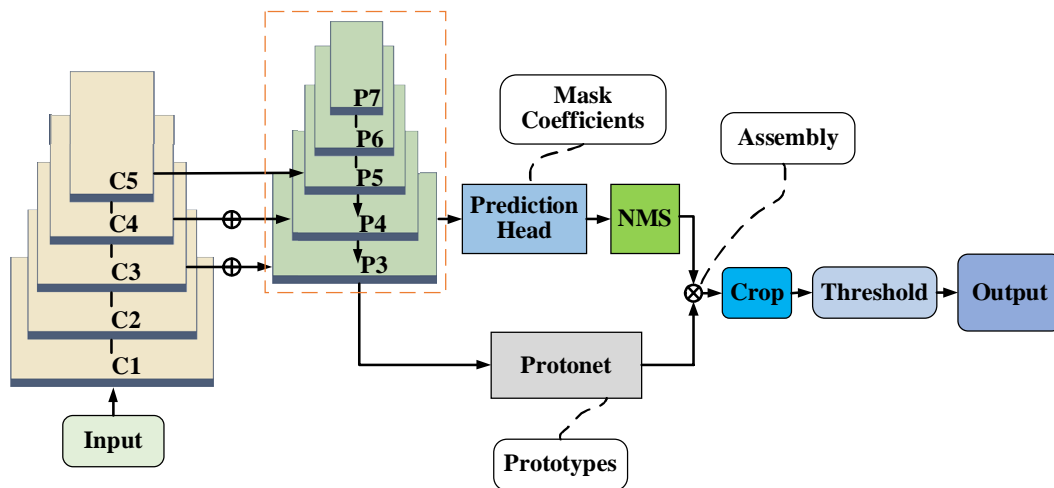 P7
P6
P5
P4
P3
C5
C4
C3
C2
C1
Input
Mask
Coefficients
Assembly
Prediction
Head
NMS
Crop
Threshold
Output
Protonet
Prototypes